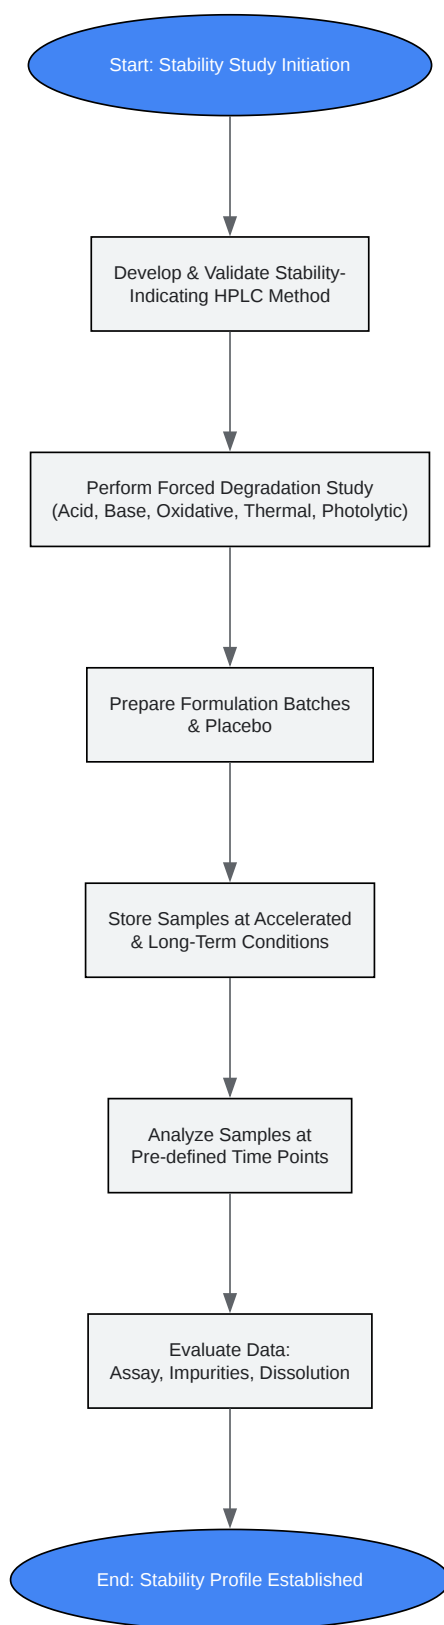 Start: Stability Study Initiation
Develop & Validate Stability-
Indicating HPLC Method
Perform Forced Degradation Study
(Acid, Base, Oxidative, Thermal, Photolytic)
Prepare Formulation Batches
& Placebo
Store Samples at Accelerated
& Long-Term Conditions
Analyze Samples at
Pre-defined Time Points
Evaluate Data:
Assay, Impurities, Dissolution
End: Stability Profile Established